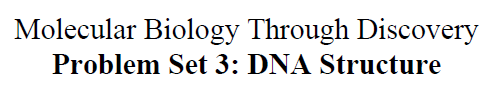 Molecular Biology Through Discovery
Problem Set 3: DNA Structure